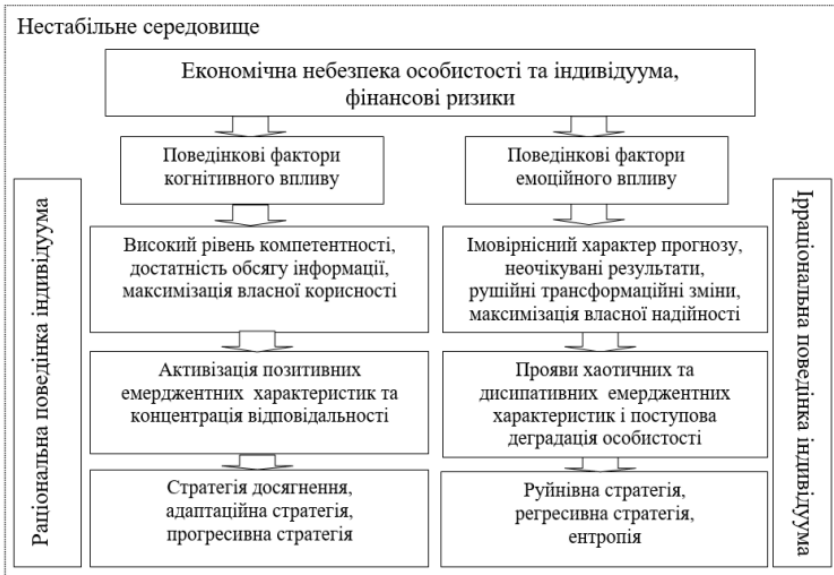 Нестабільне середовище
Економічна небезпека особистості та індивідуума,
фінансові ризики
Поведінкові фактори
когнітивного впливу
Поведінкові фактори
емоційного впливу
Раціональна поведінка індивідуума
Високий рівень компетентності,
достатність обсягу інформації,
максимізація власної корисності
Імовірнісний характер прогнозу,
неочікувані результати,
рушійні трансформаційні зміни,
максимізація власної надійності
Ірраціональна поведінка індивідуума
Активізація позитивних
емерджентних характеристик та
концентрація відповідальності
Прояви хаотичних та
дисипативних емерджентних
характеристик і поступова
деградація особистості
Стратегія досягнення,
адаптаційна стратегія,
прогресивна стратегія
Руйнівна стратегія,
регресивна стратегія,
ентропія